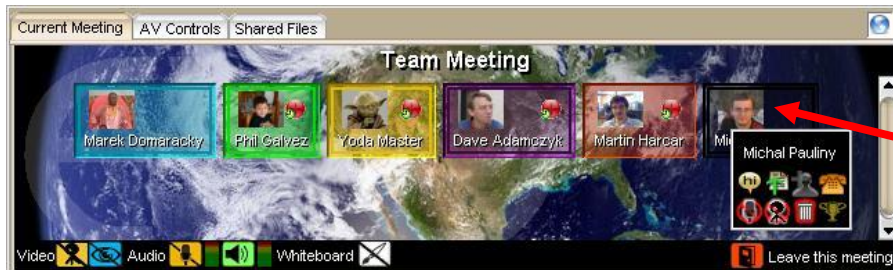 Current Meeting AV Controls Shared Files
Team Meeting
Marek Domaracky Phil Galvez Yoda Master Dave Adamczyk Martin Harcar
Michal Pauliny
hi
Video Audio Whiteboard Leave this meeting